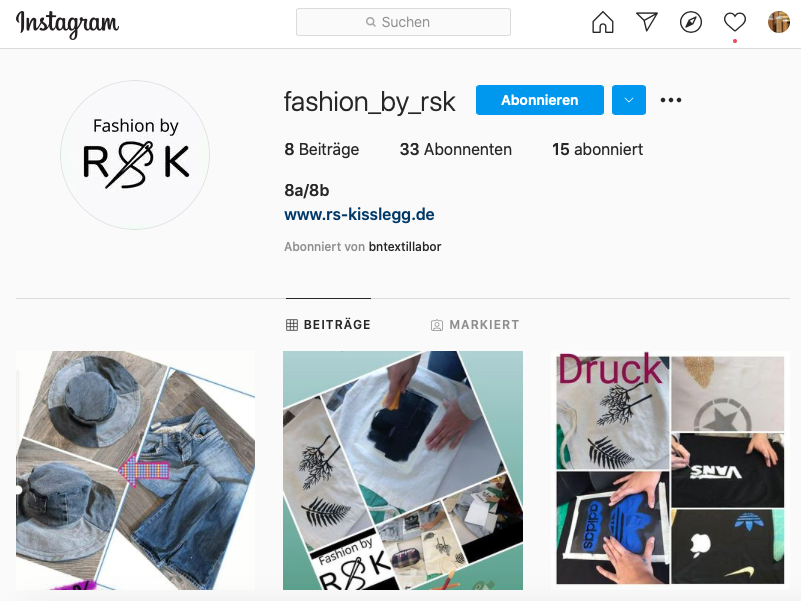 Instagram
Suchen
Fashion by
RSK
fashion_by_rsk
Abonnieren
8 Beiträge
33 Abonnenten
15 abonniert
8a/8b
www.rs-kisslegg.de
Abonniert von bntextillabor
BEITRÄGE
MARKIERT
Druck
VANS
adidas
Fashion by
RSK